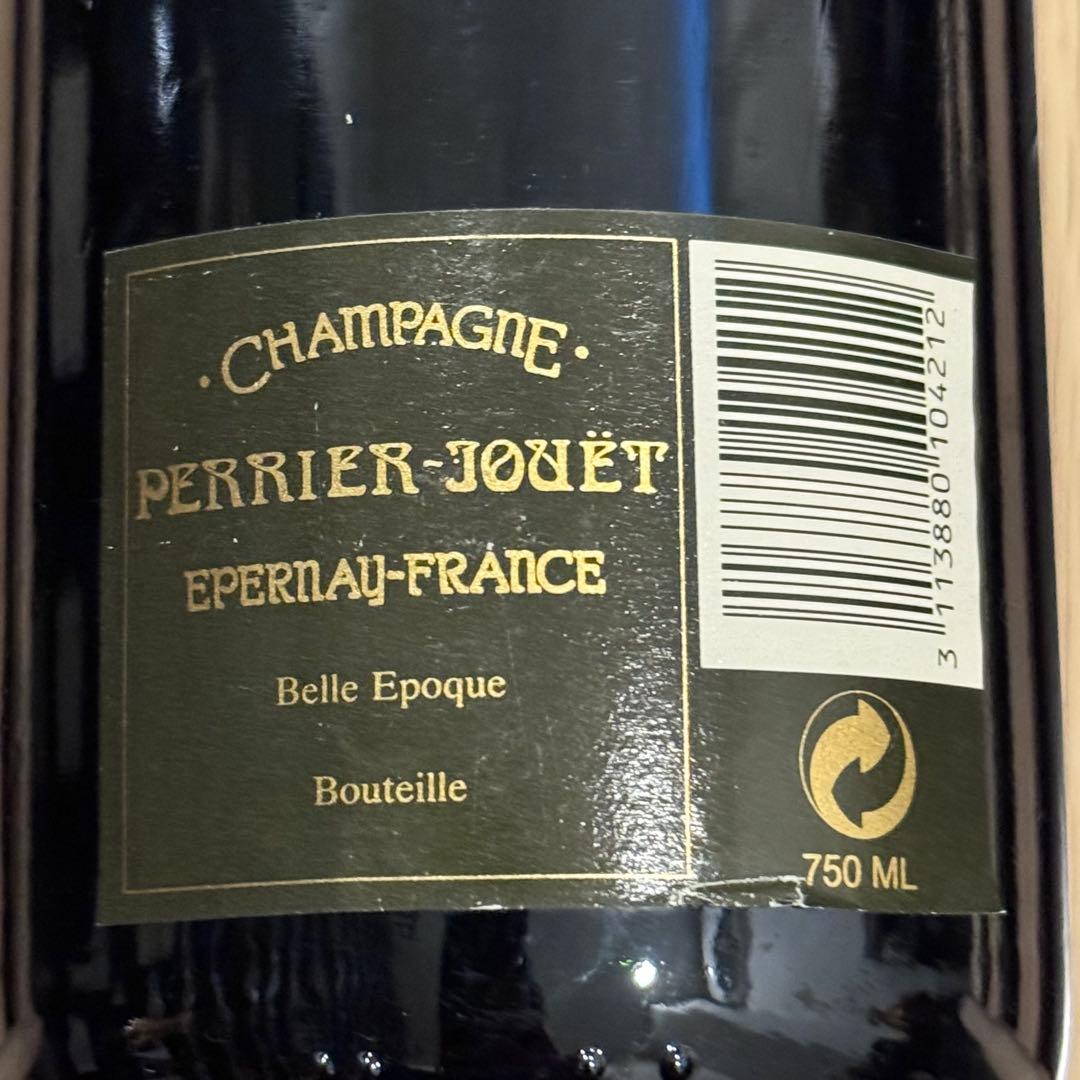 · CHAMPAGNE ·
PERRIER-JOUËT
EPERNAY-FRANCE
Belle Epoque
Bouteille
3 113880 104212
750 ML